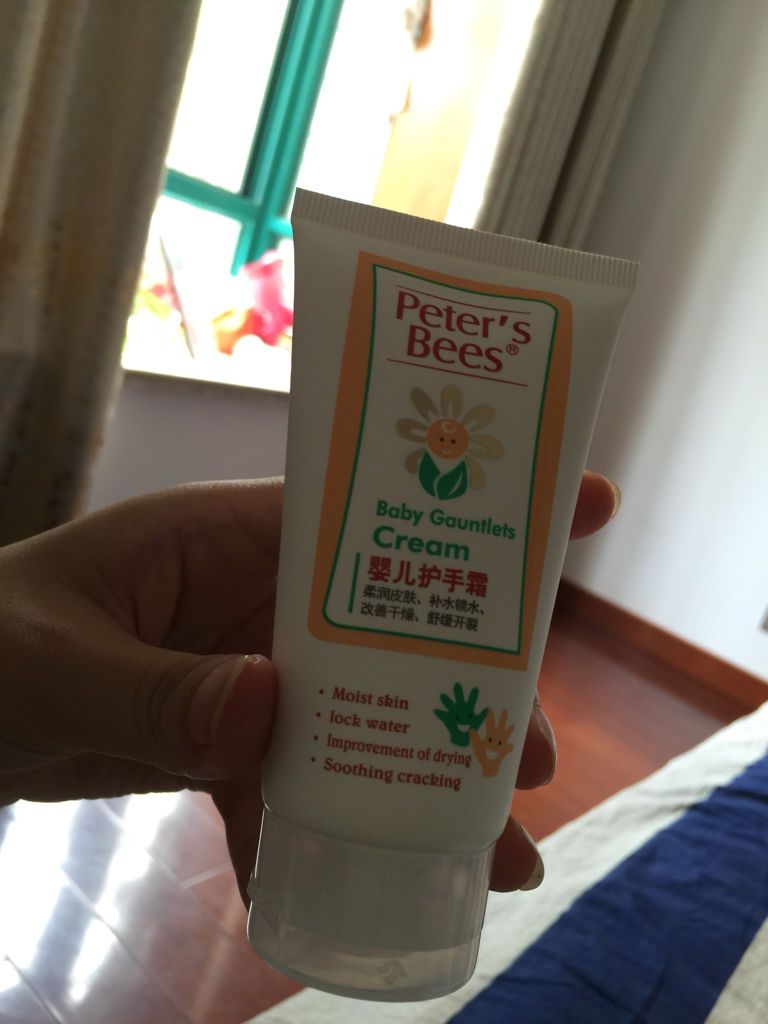 Peter's
Bees®
Baby Gauntlets
Cream
婴儿护手霜
柔润皮肤、补水锁水、
改善干燥、舒缓开裂
• Moist skin
• lock water
• Improvement of drying
• Soothing cracking